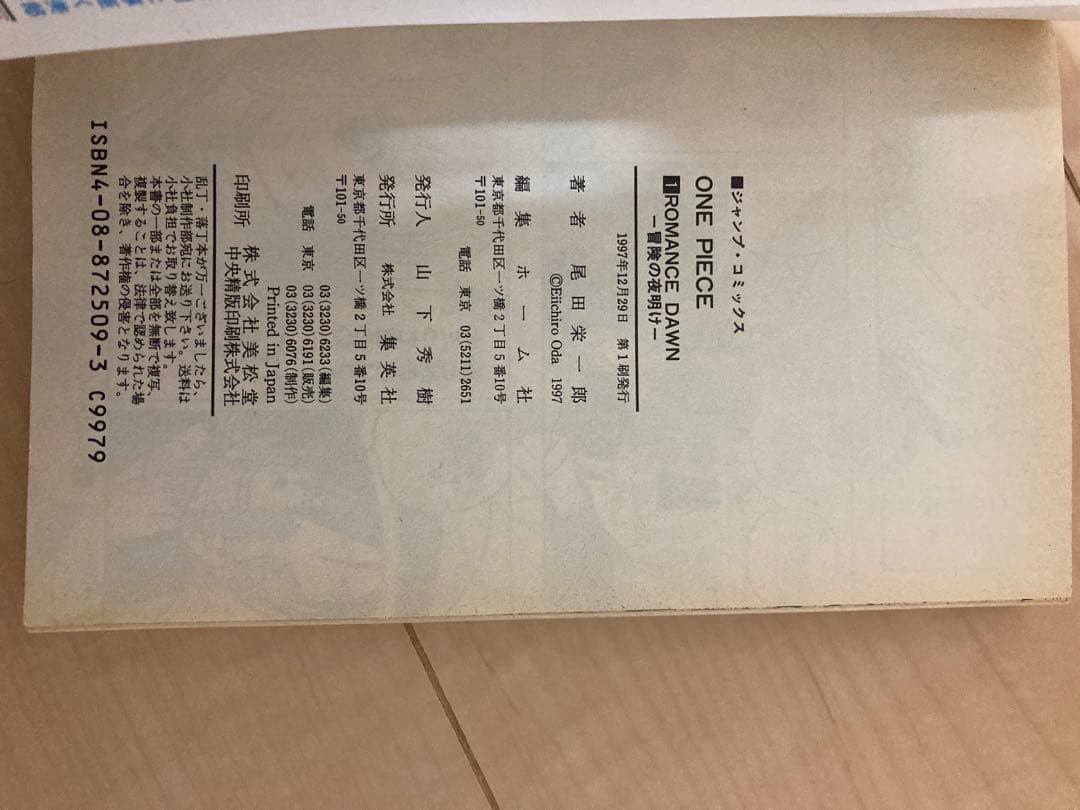 ■ジャンプ・コミックス
ONE PIECE
1 ROMANCE DAWN
—冒険の夜明け—
1997年12月29日 第1刷発行
著者 尾田栄一郎
©Eiichiro Oda 1997
編集 ホーム社
東京都千代田区一ツ橋2丁目5番10号
〒101-50
電話 東京 03(5211)2651
発行人 山下秀樹
発行所 株式会社 集英社
東京都千代田区一ツ橋2丁目5番10号
〒101-50
03(3230)6233(編集)
電話 東京 03(3230)6191(販売)
03(3230)6076(制作)
Printed in Japan
印刷所 株式会社美松堂
中央精版印刷株式会社
乱丁・落丁本が万一ございましたら、
小社制作部宛にお送り下さい。送料は
小社負担でお取り替え致します。
本書の一部または全部を無断で複写、
複製することは、法律で認められた場
合を除き、著作権の侵害となります。
ISBN4-08-872509-3 C9979